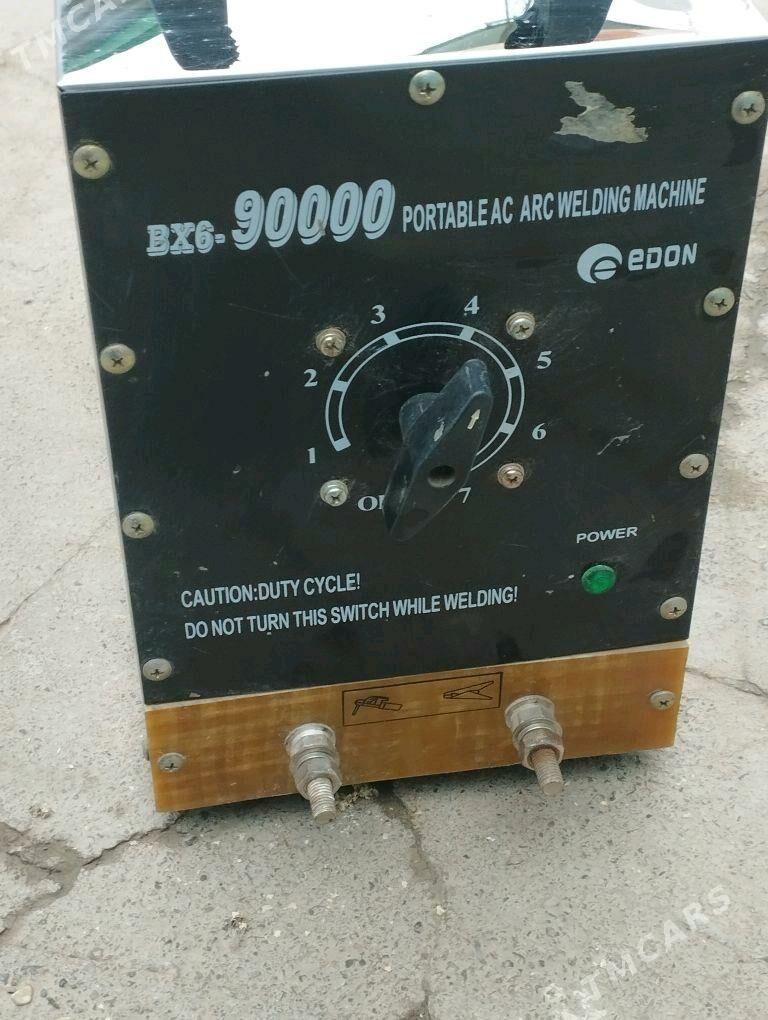 TMCARS
BX6-90000 PORTABLE AC ARC WELDING MACHINE
eDON
3 4
2 5
1 6
7
POWER
CAUTION:DUTY CYCLE!
DO NOT TURN THIS SWITCH WHILE WELDING!
TMCARS